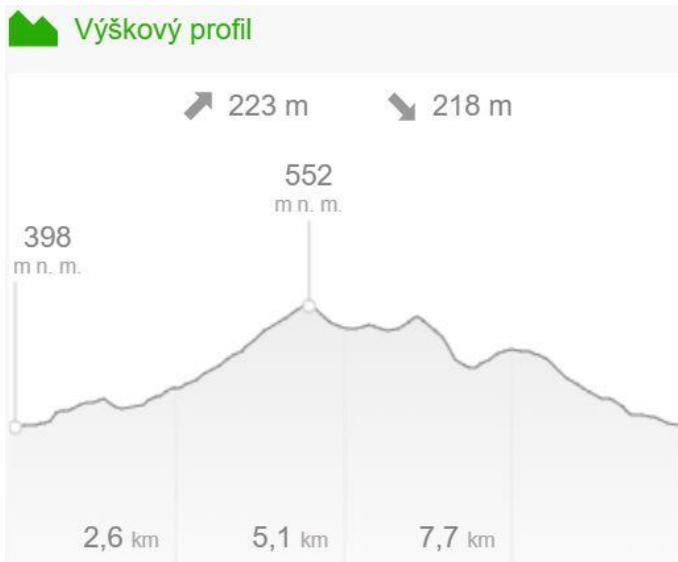 Výškový profil
223 m 218 m
552
m n. m.
398
m n. m.
2,6 km 5,1 km 7,7 km